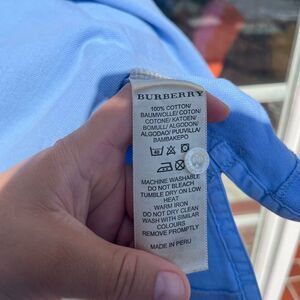 BURBERRY
100% COTTON/
BAUMWOLLE/ COTON/
COTONE/ KATOEN/
BOMULL/ ALGODON/
ALGODAO/ PUUVILLA/
BAMBAKEPO
MACHINE WASHABLE
DO NOT BLEACH
TUMBLE DRY ON LOW
HEAT
WARM IRON
DO NOT DRY CLEAN
WASH WITH SIMILAR
COLOURS
REMOVE PROMPTLY
MADE IN PERU